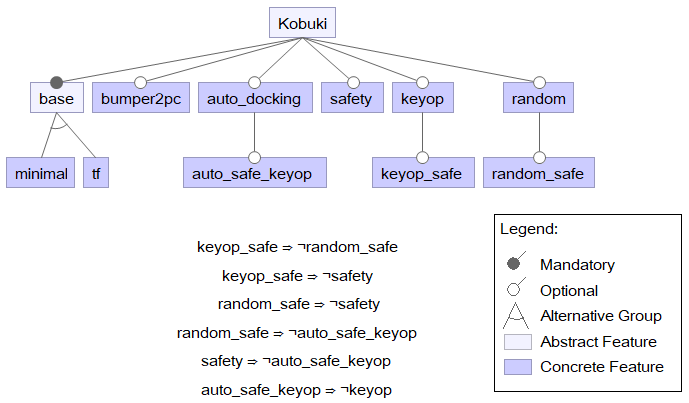 Kobuki
base
bumper2pc
auto_docking
safety
keyop
random
minimal
tf
auto_safe_keyop
keyop_safe
random_safe
keyop_safe ⇒ ¬random_safe
keyop_safe ⇒ ¬safety
random_safe ⇒ ¬safety
random_safe ⇒ ¬auto_safe_keyop
safety ⇒ ¬auto_safe_keyop
auto_safe_keyop ⇒ ¬keyop
Legend:
Mandatory
Optional
Alternative Group
Abstract Feature
Concrete Feature